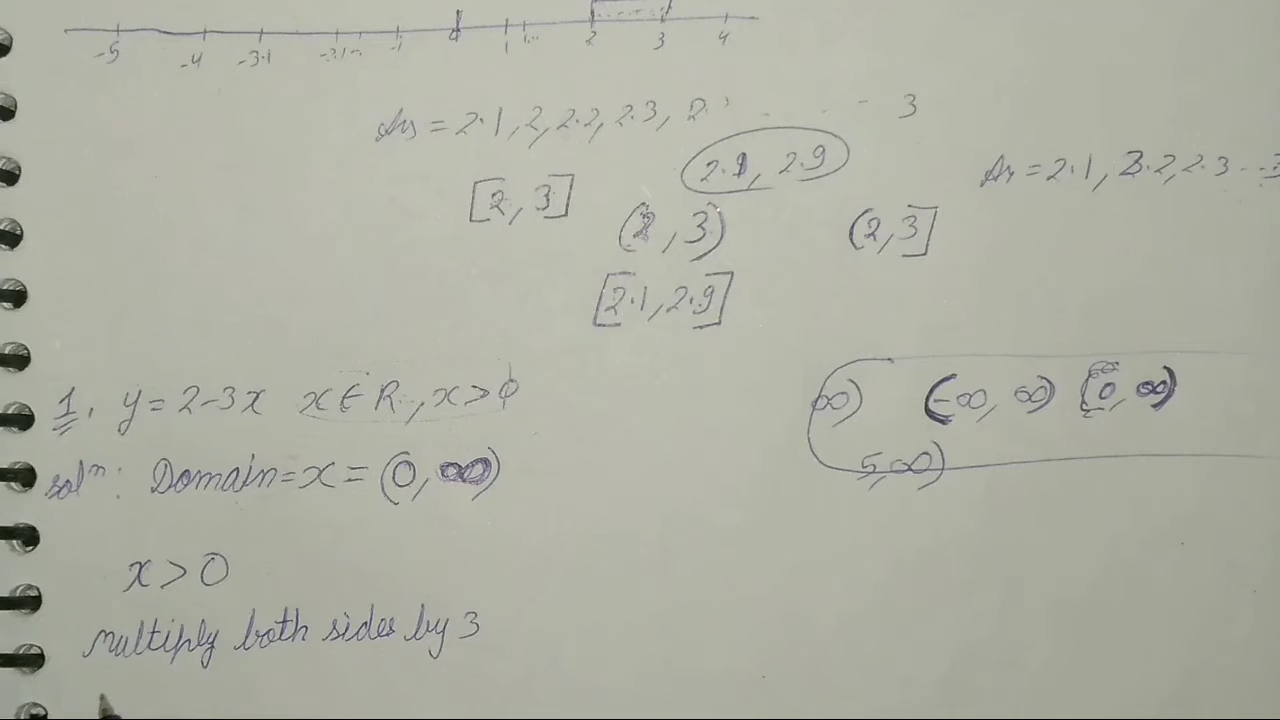 -5 -4 -3.1 -1 0 1 2 3 4
Ans = 2.1, 2, 2.2, 2.3, 2 . . . - 3
2.1, 2.9
Ans = 2.1, 2.2, 2.3 - - 3
[2, 3]
(2, 3)
(2, 3]
[2.1, 2.9]
1. y = 2-3x x ∈ R, x > 0
∞) (-∞, ∞) [0, ∞)
5, ∞)
solⁿ: Domain = x = (0, ∞)
x > 0
Multiply both sides by 3